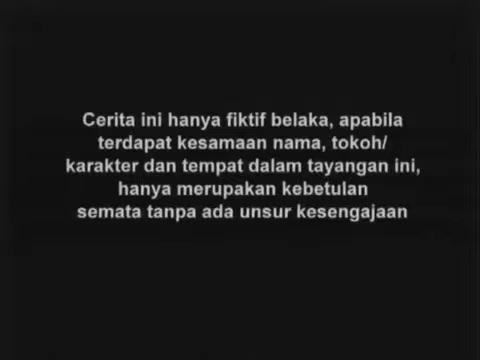 Cerita ini hanya fiktif belaka, apabila
terdapat kesamaan nama, tokoh/
karakter dan tempat dalam tayangan ini,
hanya merupakan kebetulan
semata tanpa ada unsur kesengajaan